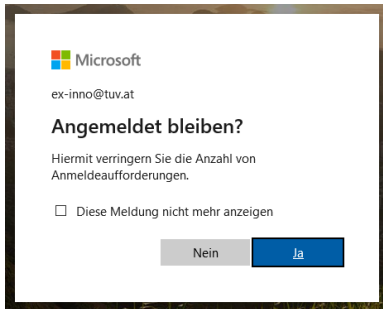 Microsoft
ex-inno@tuv.at
Angemeldet bleiben?
Hiermit verringern Sie die Anzahl von
Anmeldeaufforderungen.
Diese Meldung nicht mehr anzeigen
Nein Ja